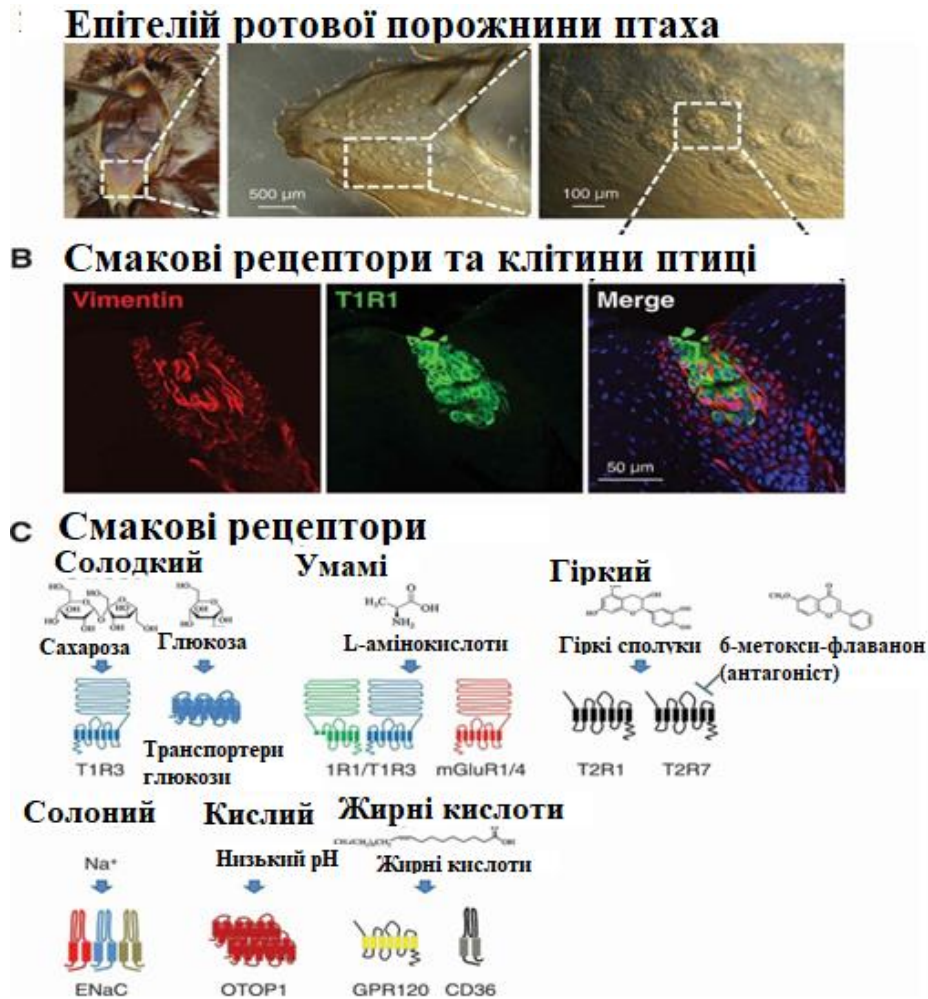 Епітелій ротової порожнини птаха
500 µm
100 µm
B Смакові рецептори та клітини птиці
Vimentin
T1R1
Merge
50 µm
C Смакові рецептори
Солодкий
Умамі
Гіркий
Сахароза
Глюкоза
L-амінокислоти
Гіркі сполуки
6-метокси-флаванон
(антагоніст)
T1R3
Транспортери
глюкози
1R1/T1R3
mGluR1/4
T2R1
T2R7
Солоний
Кислий
Жирні кислоти
Na⁺
Низький pH
Жирні кислоти
ENaC
OTOP1
GPR120
CD36